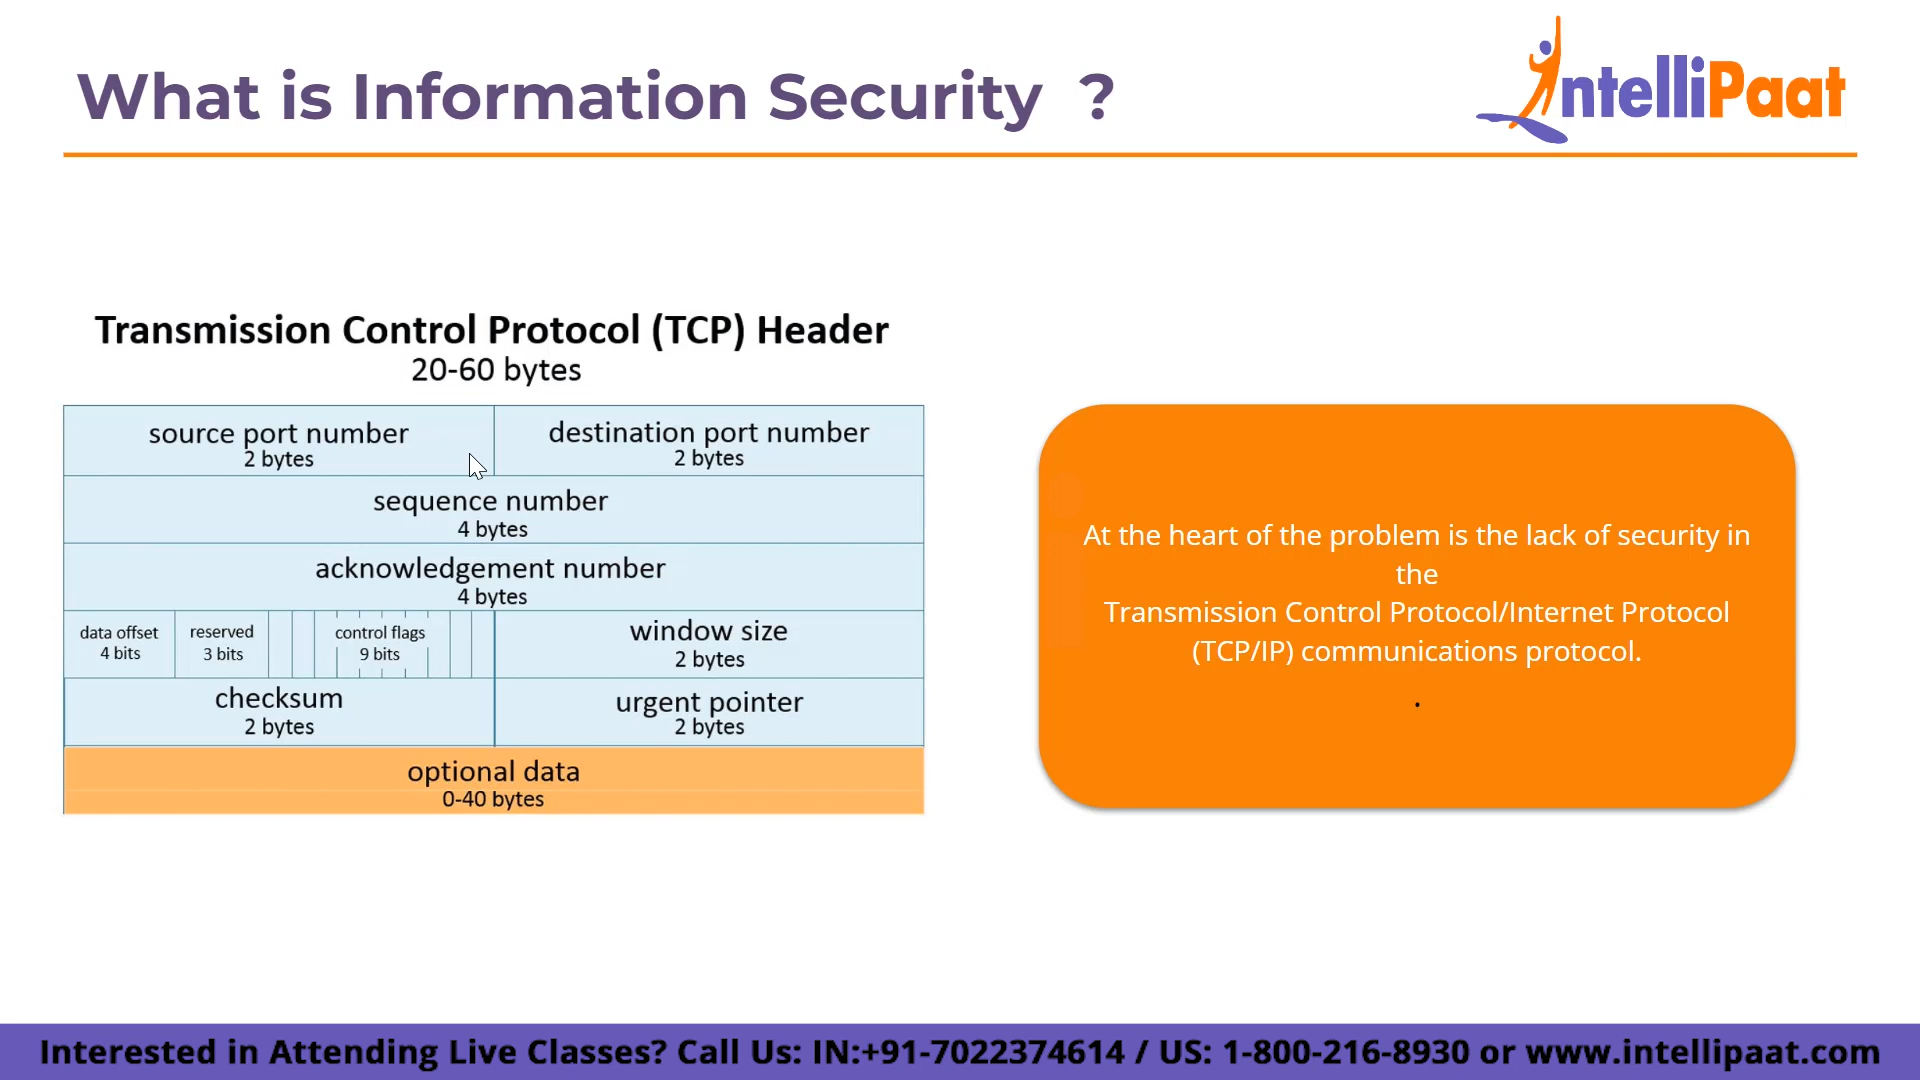 What is Information Security ?
IntelliPaat
Transmission Control Protocol (TCP) Header
20-60 bytes
source port number
2 bytes
destination port number
2 bytes
sequence number
4 bytes
acknowledgement number
4 bytes
data offset
4 bits
reserved
3 bits
control flags
9 bits
window size
2 bytes
checksum
2 bytes
urgent pointer
2 bytes
optional data
0-40 bytes
At the heart of the problem is the lack of security in
the
Transmission Control Protocol/Internet Protocol
(TCP/IP) communications protocol.
.
Interested in Attending Live Classes? Call Us: IN:+91-7022374614 / US: 1-800-216-8930 or www.intellipaat.com